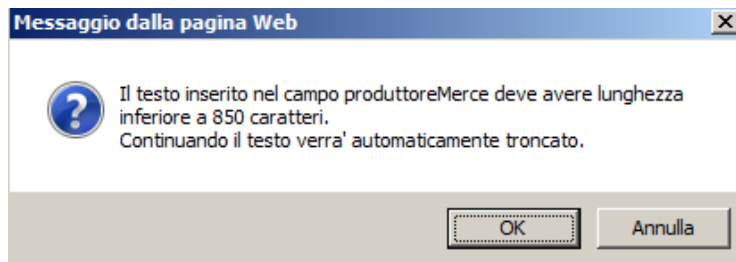 Messaggio dalla pagina Web
Il testo inserito nel campo produttoreMerce deve avere lunghezza
inferiore a 850 caratteri.
Continuando il testo verra' automaticamente troncato.
OK
Annulla